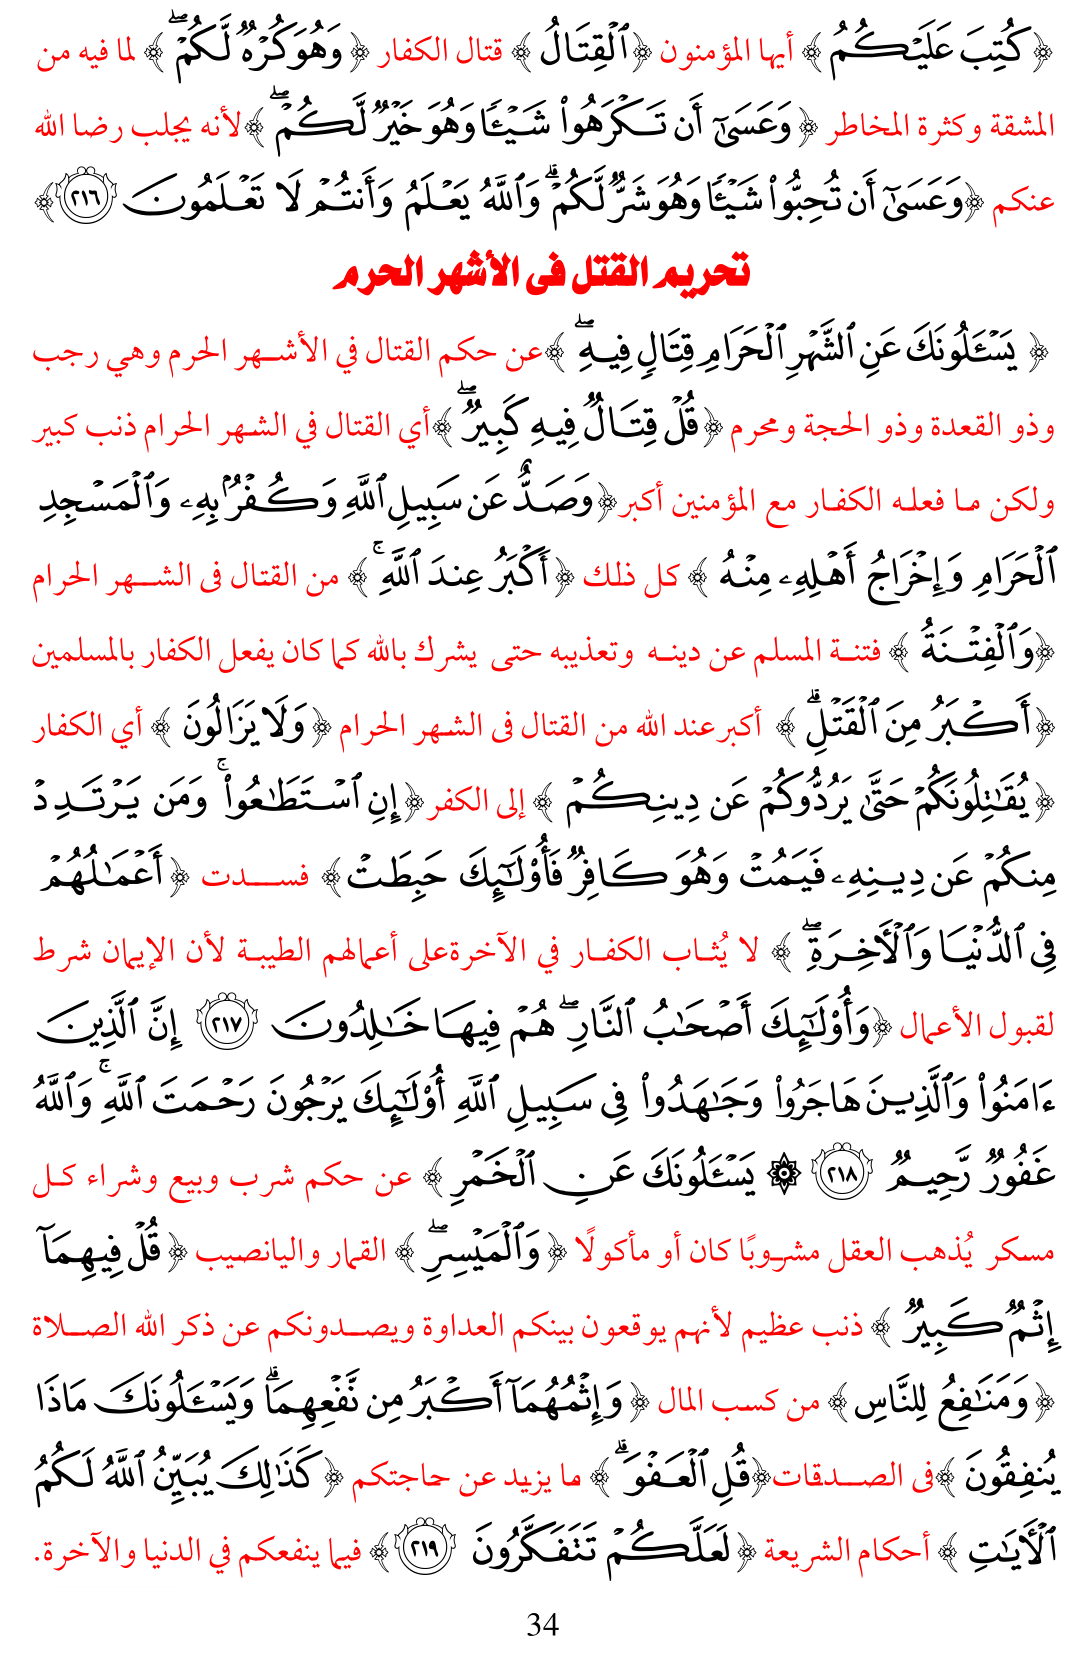 ﴿ كُتِبَ عَلَيْكُمُ ﴾ أيها المؤمنون ﴿ ٱلْقِتَالُ ﴾ قتال الكفار ﴿ وَهُوَ كُرْهٌ لَّكُمْ ۖ ﴾ لما فيه من
المشقة وكثرة المخاطر ﴿ وَعَسَىٰٓ أَن تَكْرَهُوا۟ شَيْـًٔا وَهُوَ خَيْرٌ لَّكُمْ ۖ ﴾ لأنه يجلب رضا الله
عنكم ﴿ وَعَسَىٰٓ أَن تُحِبُّوا۟ شَيْـًٔا وَهُوَ شَرٌّ لَّكُمْ ۗ وَٱللَّهُ يَعْلَمُ وَأَنتُمْ لَا تَعْلَمُونَ ٢١٦ ﴾
تحريم القتل فى الأشهر الحرم
﴿ يَسْـَٔلُونَكَ عَنِ ٱلشَّهْرِ ٱلْحَرَامِ قِتَالٍ فِيهِ ۖ ﴾ عن حكم القتال في الأشهر الحرم وهي رجب
وذو القعدة وذو الحجة ومحرم ﴿ قُلْ قِتَالٌ فِيهِ كَبِيرٌ ۖ ﴾ أي القتال في الشهر الحرام ذنب كبير
ولكن ما فعله الكفار مع المؤمنين أكبر ﴿ وَصَدٌّ عَن سَبِيلِ ٱللَّهِ وَكُفْرٌۢ بِهِۦ وَٱلْمَسْجِدِ
ٱلْحَرَامِ وَإِخْرَاجُ أَهْلِهِۦ مِنْهُ ﴾ كل ذلك ﴿ أَكْبَرُ عِندَ ٱللَّهِ ۚ ﴾ من القتال فى الشهر الحرام
﴿ وَٱلْفِتْنَةُ ﴾ فتنة المسلم عن دينه وتعذيبه حتى يشرك بالله كما كان يفعل الكفار بالمسلمين
﴿ أَكْبَرُ مِنَ ٱلْقَتْلِ ۗ ﴾ أكبر عند الله من القتال فى الشهر الحرام ﴿ وَلَا يَزَالُونَ ﴾ أي الكفار
﴿ يُقَٰتِلُونَكُمْ حَتَّىٰ يَرُدُّوكُمْ عَن دِينِكُمْ ﴾ إلى الكفر ﴿ إِنِ ٱسْتَطَٰعُوا۟ ۚ وَمَن يَرْتَدِدْ
مِنكُمْ عَن دِينِهِۦ فَيَمُتْ وَهُوَ كَافِرٌ فَأُو۟لَٰٓئِكَ حَبِطَتْ ﴾ فسدت ﴿ أَعْمَٰلُهُمْ
فِى ٱلدُّنْيَا وَٱلْـَٔاخِرَةِ ۖ ﴾ لا يُثاب الكفار في الآخرة على أعمالهم الطيبة لأن الإيمان شرط
لقبول الأعمال ﴿ وَأُو۟لَٰٓئِكَ أَصْحَٰبُ ٱلنَّارِ ۖ هُمْ فِيهَا خَٰلِدُونَ ٢١٧ إِنَّ ٱلَّذِينَ
ءَامَنُوا۟ وَٱلَّذِينَ هَاجَرُوا۟ وَجَٰهَدُوا۟ فِى سَبِيلِ ٱللَّهِ أُو۟لَٰٓئِكَ يَرْجُونَ رَحْمَتَ ٱللَّهِ ۚ وَٱللَّهُ
غَفُورٌ رَّحِيمٌ ٢١٨ ۞ يَسْـَٔلُونَكَ عَنِ ٱلْخَمْرِ ﴾ عن حكم شرب وبيع وشراء كل
مسكر يُذهب العقل مشروبًا كان أو مأكولًا ﴿ وَٱلْمَيْسِرِ ۖ ﴾ القمار واليانصيب ﴿ قُلْ فِيهِمَآ
إِثْمٌ كَبِيرٌ ﴾ ذنب عظيم لأنهم يوقعون بينكم العداوة ويصدونكم عن ذكر الله الصلاة
﴿ وَمَنَٰفِعُ لِلنَّاسِ ﴾ من كسب المال ﴿ وَإِثْمُهُمَآ أَكْبَرُ مِن نَّفْعِهِمَا ۗ وَيَسْـَٔلُونَكَ مَاذَا
يُنفِقُونَ ﴾ فى الصدقات ﴿ قُلِ ٱلْعَفْوَ ۗ ﴾ ما يزيد عن حاجتكم ﴿ كَذَٰلِكَ يُبَيِّنُ ٱللَّهُ لَكُمُ
ٱلْـَٔايَٰتِ ﴾ أحكام الشريعة ﴿ لَعَلَّكُمْ تَتَفَكَّرُونَ ٢١٩ ﴾ فيما ينفعكم في الدنيا والآخرة.
34